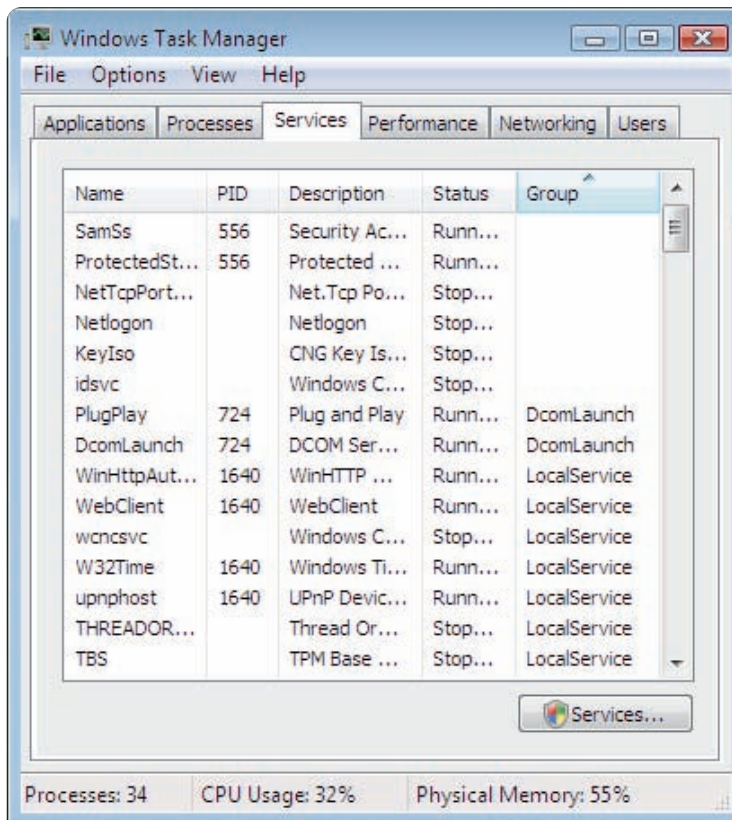 Windows Task Manager
File Options View Help
Applications Processes Services Performance Networking Users
Name PID Description Status Group
SamSs 556 Security Ac... Runn...
ProtectedSt... 556 Protected ... Runn...
NetTcpPort... Net.Tcp Po... Stop...
Netlogon Netlogon Stop...
KeyIso CNG Key Is... Stop...
idsvc Windows C... Stop...
PlugPlay 724 Plug and Play Runn... DcomLaunch
DcomLaunch 724 DCOM Ser... Runn... DcomLaunch
WinHttpAut... 1640 WinHTTP ... Runn... LocalService
WebClient 1640 WebClient Runn... LocalService
wcncsvc Windows C... Stop... LocalService
W32Time 1640 Windows Ti... Runn... LocalService
upnphost 1640 UPnP Devic... Runn... LocalService
THREADOR... Thread Or... Stop... LocalService
TBS TPM Base ... Stop... LocalService
Services...
Processes: 34 CPU Usage: 32% Physical Memory: 55%